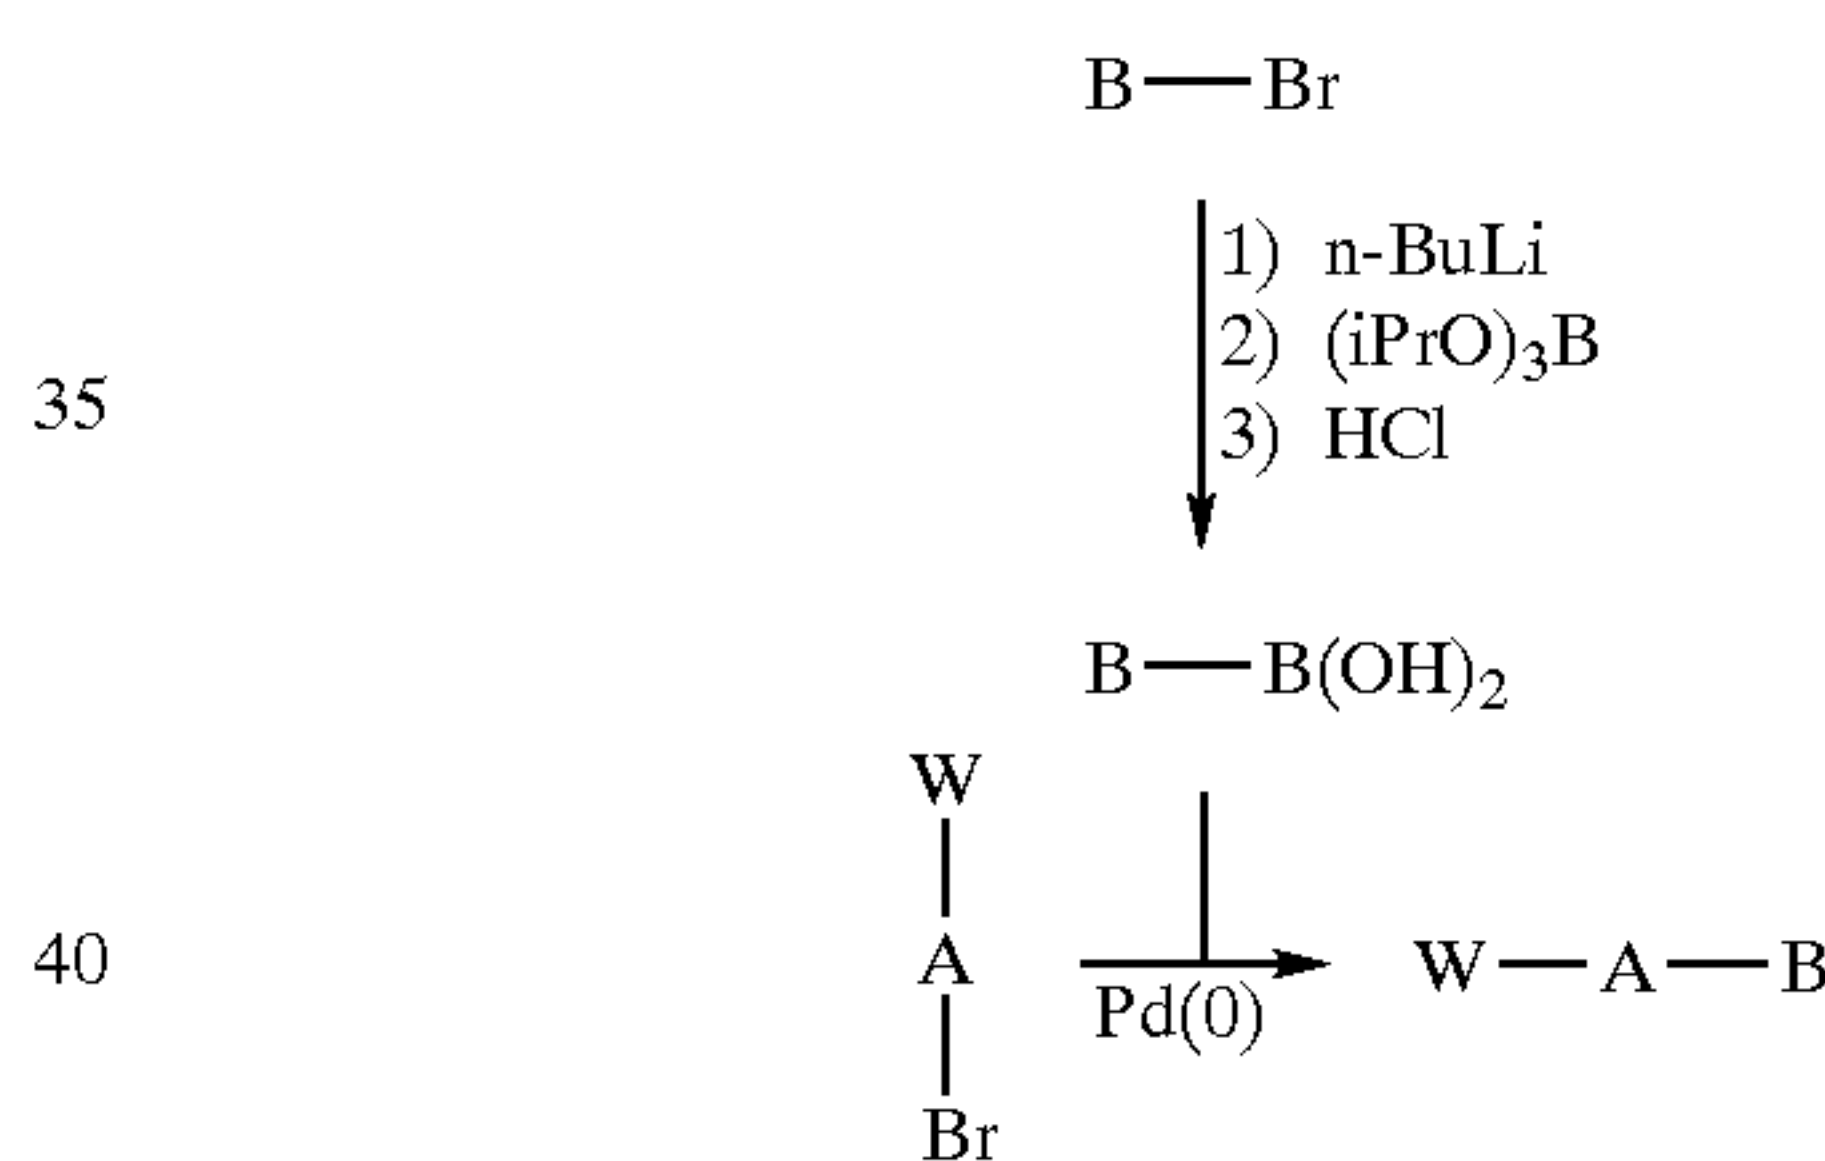 B—Br
1) n-BuLi
2) (iPrO)₃B
35
3) HCl
B—B(OH)₂
W
40
A
W—A—B
Pd(0)
Br